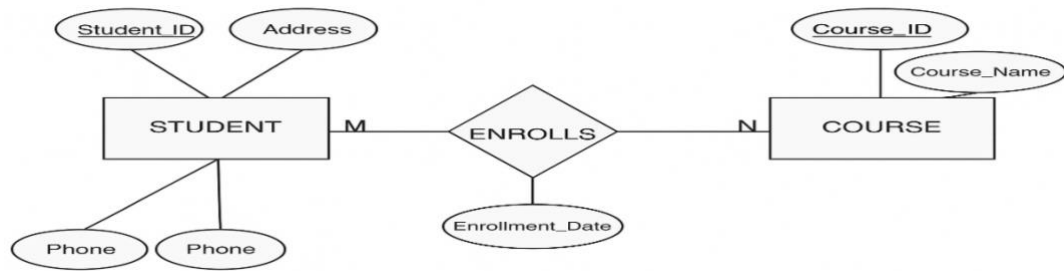 Student_ID
Address
Course_ID
Course_Name
STUDENT
M
ENROLLS
N
COURSE
Enrollment_Date
Phone
Phone